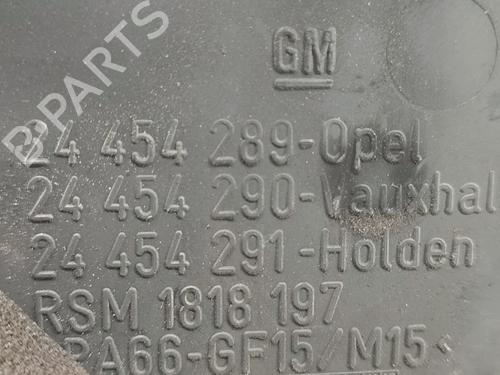 GM
B-PARTS
24 454 289-Opel
24 454 290-Vauxhal
24 454 291-Holden
RSM 1818 197
PA66-GF15/M15